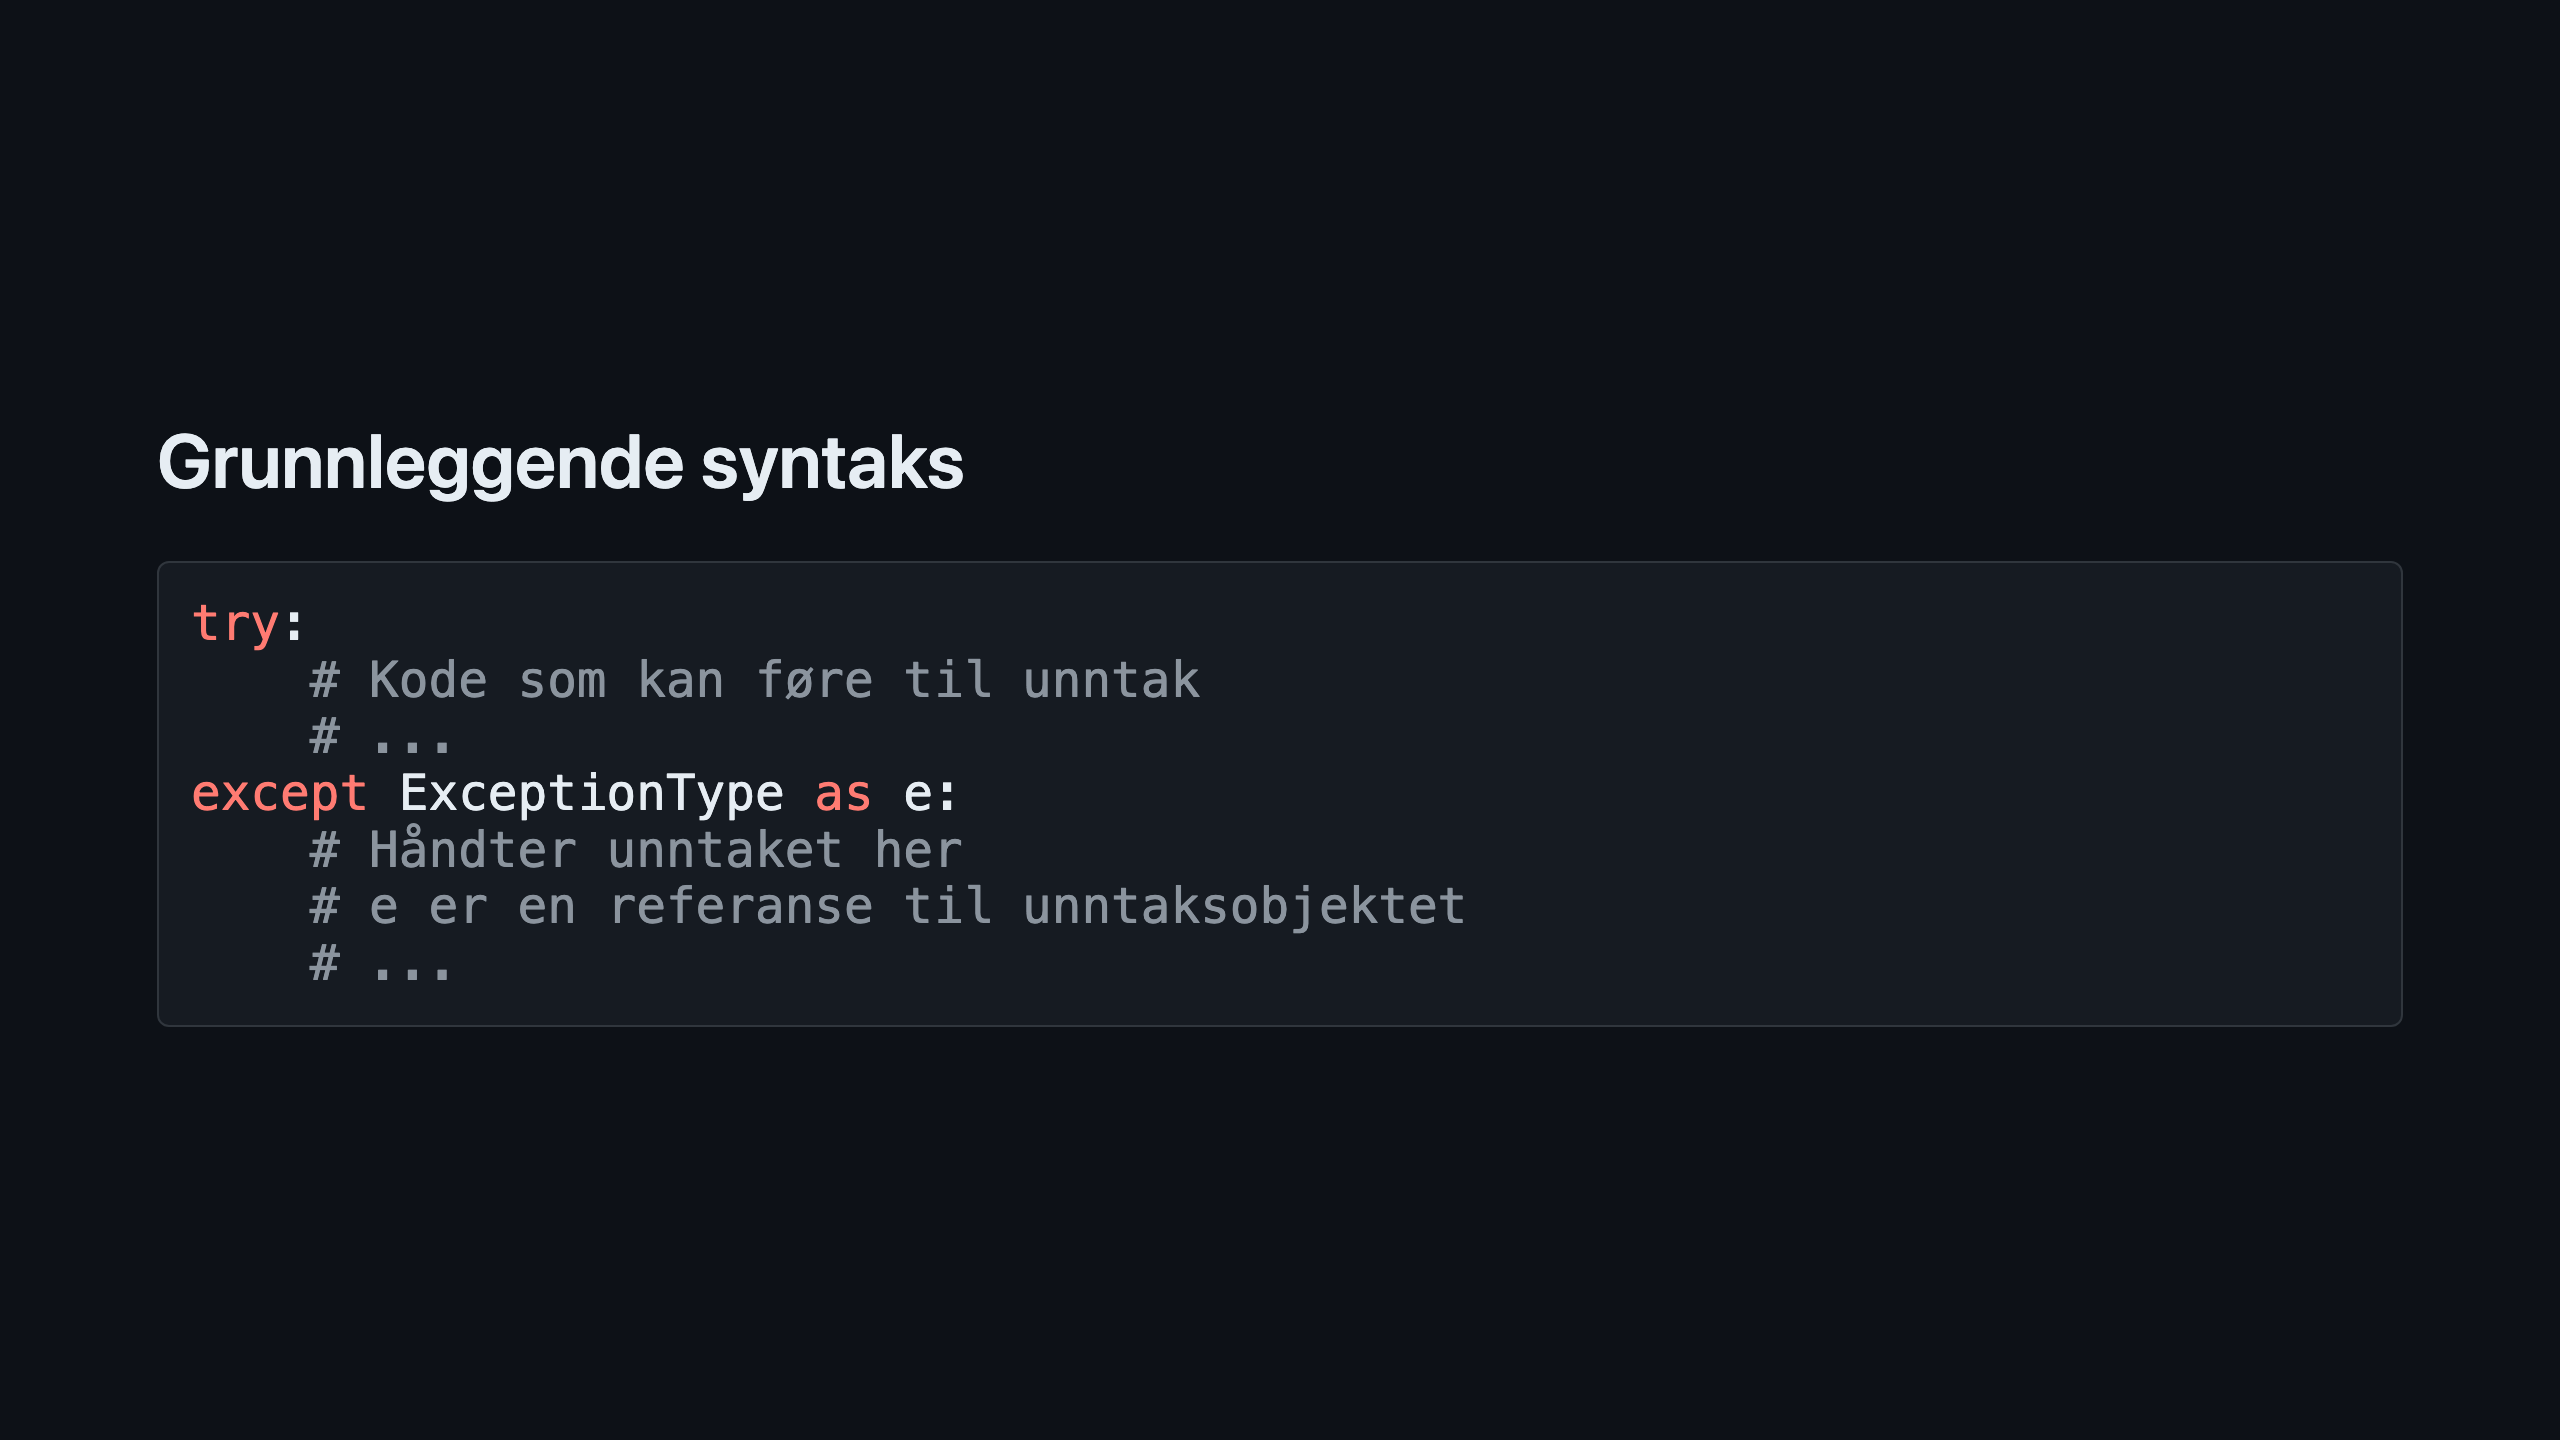 Grunnleggende syntaks
try:
    # Kode som kan føre til unntak
    # ...
except ExceptionType as e:
    # Håndter unntaket her
    # e er en referanse til unntaksobjektet
    # ...